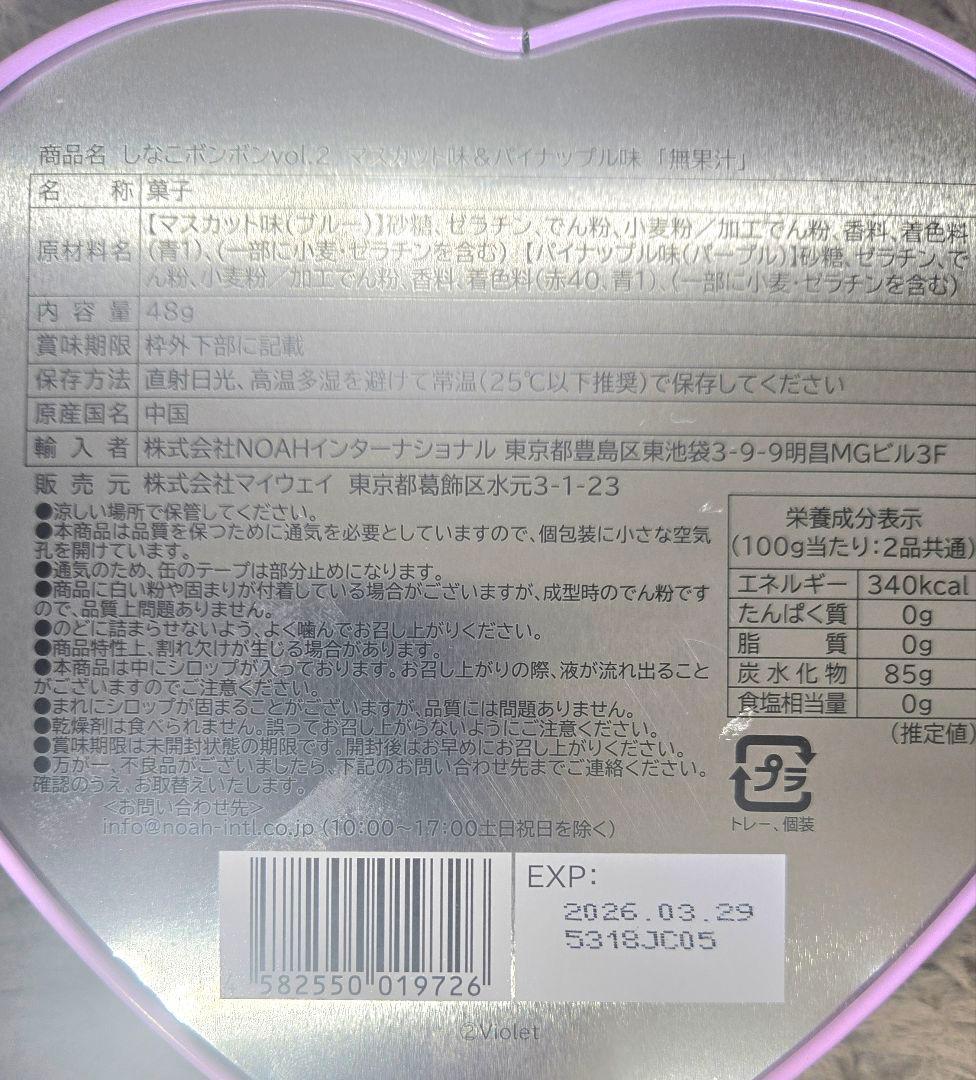 商品名 しなこボンボンvol.2 マスカット味&パイナップル味 「無果汁」
名称 菓子
原材料名 【マスカット味(ブルー)】砂糖、ゼラチン、でん粉、小麦粉/加工でん粉、香料、着色料
(青1)、(一部に小麦・ゼラチンを含む) 【パイナップル味(パープル)】砂糖、ゼラチン、で
ん粉、小麦粉/加工でん粉、香料、着色料(赤40、青1)、(一部に小麦・ゼラチンを含む)
内容量 48g
賞味期限 枠外下部に記載
保存方法 直射日光、高温多湿を避けて常温(25℃以下推奨)で保存してください
原産国名 中国
輸入者 株式会社NOAHインターナショナル 東京都豊島区東池袋3-9-9明昌MGビル3F
販売元 株式会社マイウェイ 東京都葛飾区水元3-1-23
●涼しい場所で保管してください。
●本商品は品質を保つために通気を必要としていますので、個包装に小さな空気
孔を開けています。
●通気のため、缶のテープは部分止めになります。
●商品に白い粉や固まりが付着している場合がございますが、成型時のでん粉です
ので、品質上問題ありません。
●のどに詰まらせないよう、よく噛んでお召し上がりください。
●商品特性上、割れ欠けが生じる場合があります。
●本商品は中にシロップが入っております。お召し上がりの際、液が流れ出ること
がございますのでご注意ください。
●まれにシロップが固まることがございますが、品質には問題ありません。
●乾燥剤は食べられません。誤ってお召し上がらないようにご注意ください。
●賞味期限は未開封状態の期限です。開封後はお早めにお召し上がりください。
●万が一、不良品がございましたら、下記のお問い合わせ先までご連絡ください。
確認のうえ、お取替えいたします。
<お問い合わせ先>
info@noah-intl.co.jp (10:00~17:00土日祝日を除く)
栄養成分表示
(100g当たり:2品共通)
エネルギー 340kcal
たんぱく質 0g
脂質 0g
炭水化物 85g
食塩相当量 0g
(推定値)
プラ
トレー、個装
4 582550 019726
EXP:
2026.03.29
5318JC05
②Violet